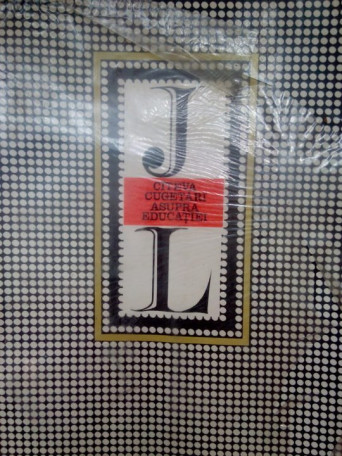 J
CÎTEVA
CUGETĂRI
ASUPRA
EDUCAȚIEI
L